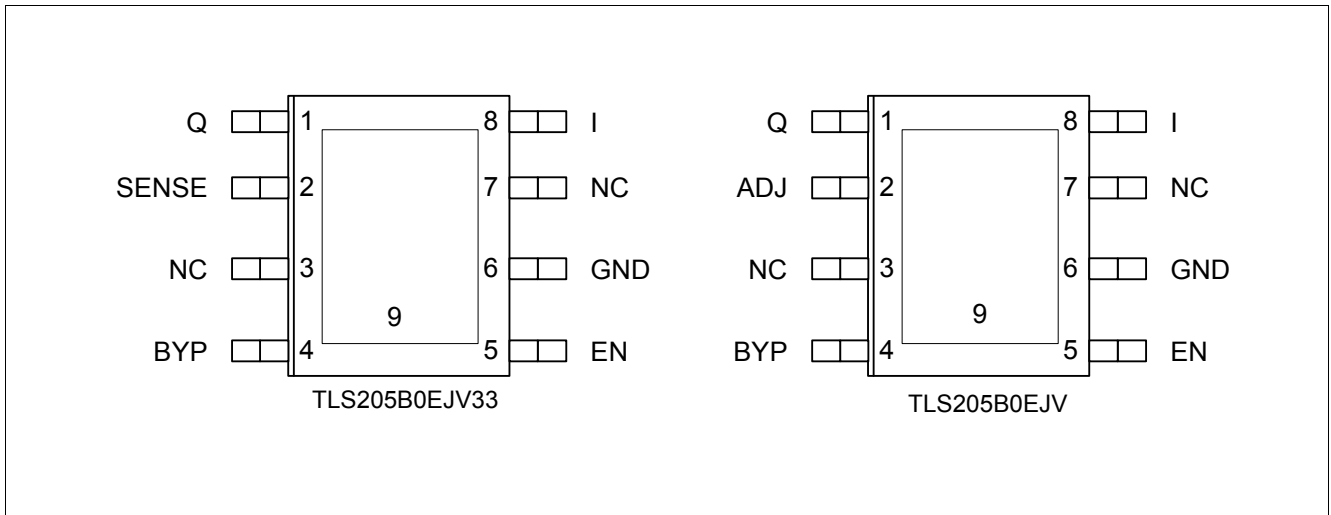 Q 1 8 I Q 1 8 I
SENSE 2 7 NC ADJ 2 7 NC
NC 3 6 GND NC 3 6 GND
9 9
BYP 4 5 EN BYP 4 5 EN
TLS205B0EJV33 TLS205B0EJV